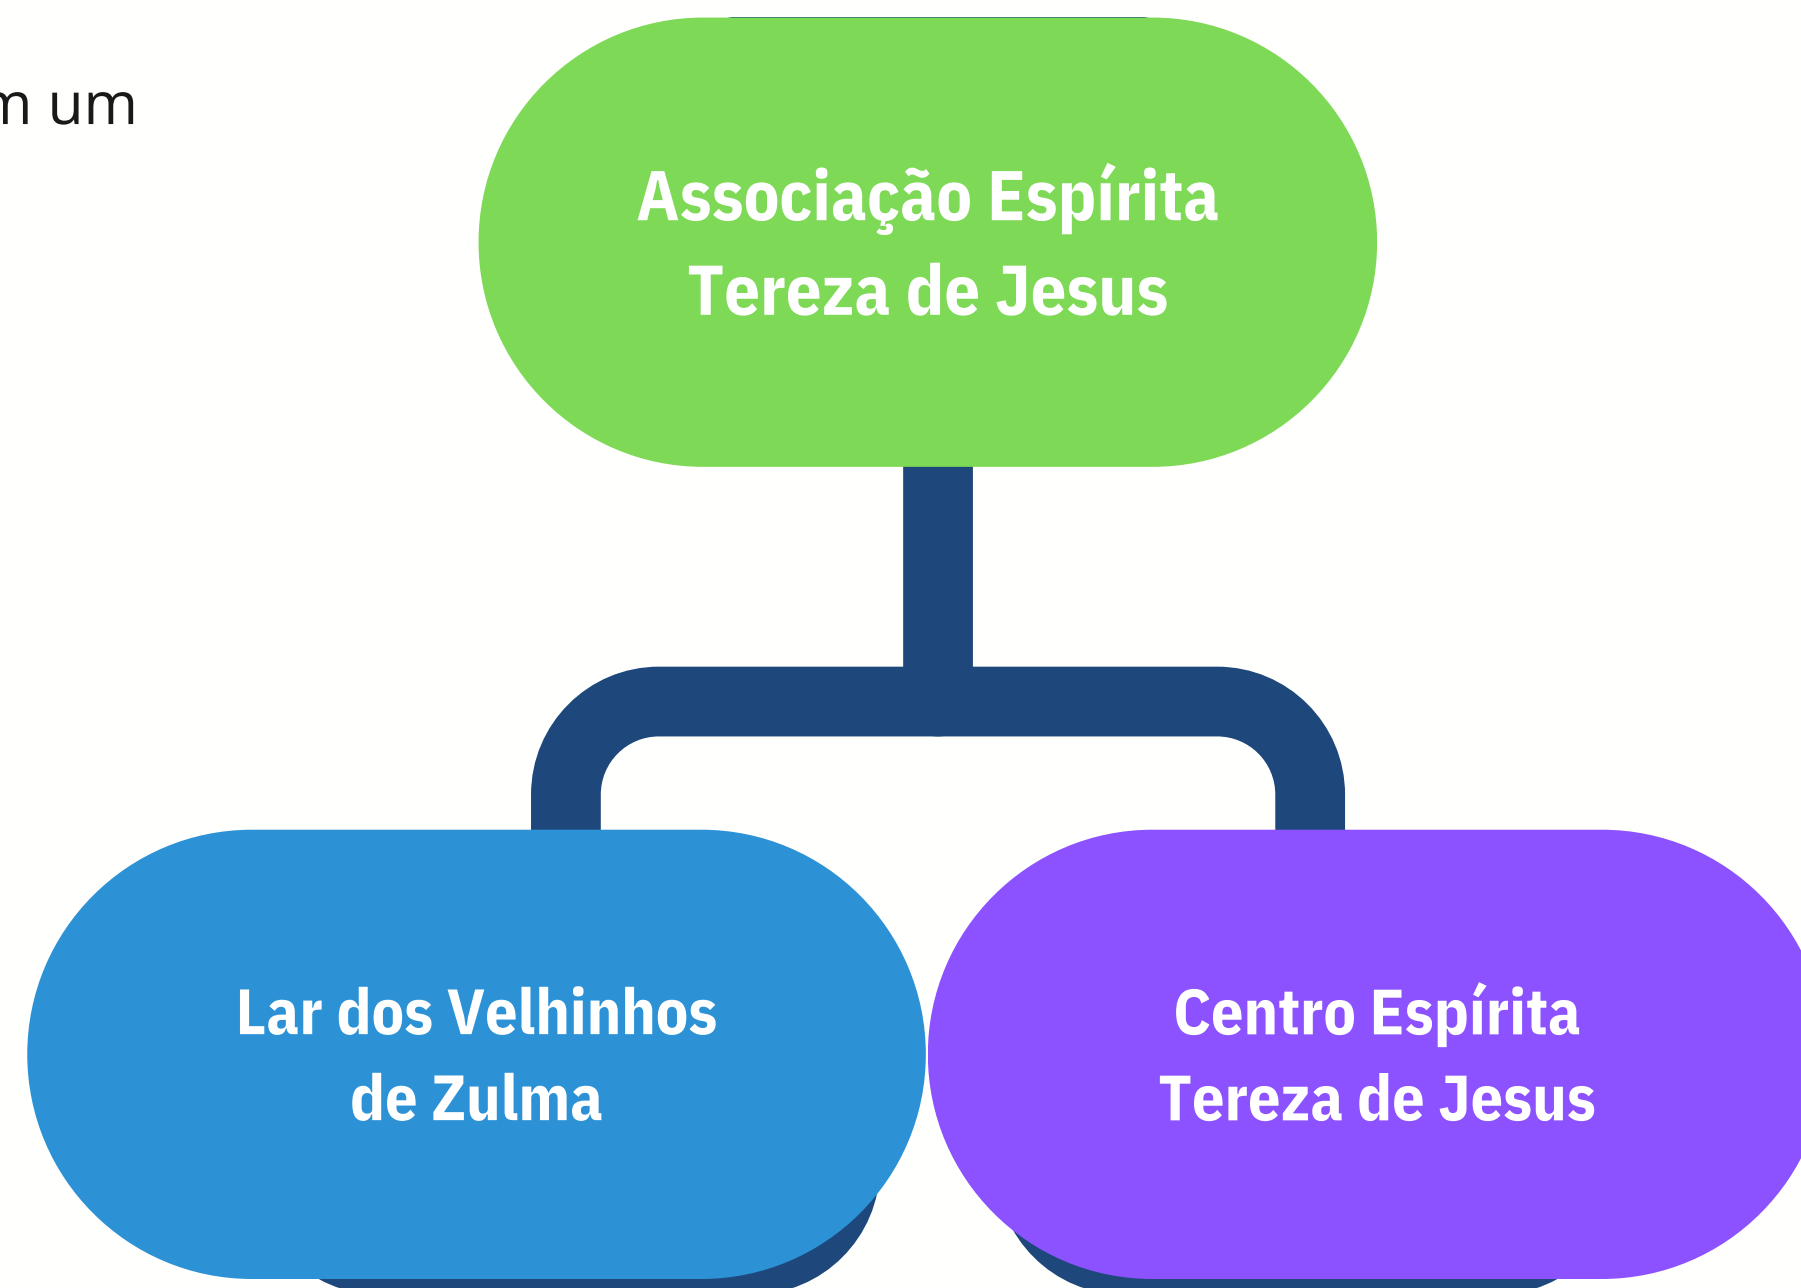 um
Associação Espírita
Tereza de Jesus
Lar dos Velhinhos
de Zulma
Centro Espírita
Tereza de Jesus